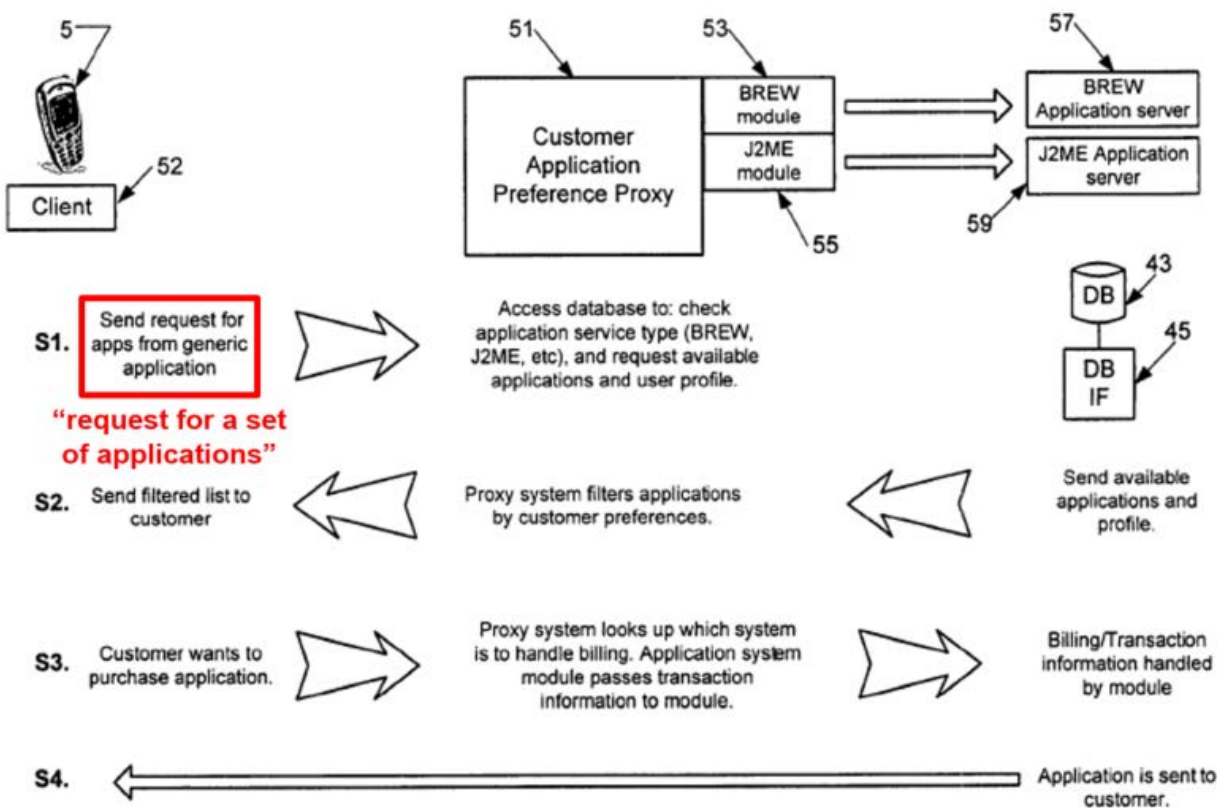 5
51
53
57
Customer
Application
Preference Proxy
BREW
module
J2ME
module
BREW
Application server
J2ME Application
server
52
Client
55
59
S1.
Send request for
apps from generic
application
Access database to: check
application service type (BREW,
J2ME, etc), and request available
applications and user profile.
DB
43
DB
IF
45
“request for a set
of applications”
S2.
Send filtered list to
customer
Proxy system filters applications
by customer preferences.
Send available
applications and
profile.
S3.
Customer wants to
purchase application.
Proxy system looks up which system
is to handle billing. Application system
module passes transaction
information to module.
Billing/Transaction
information handled
by module
S4.
Application is sent to
customer.